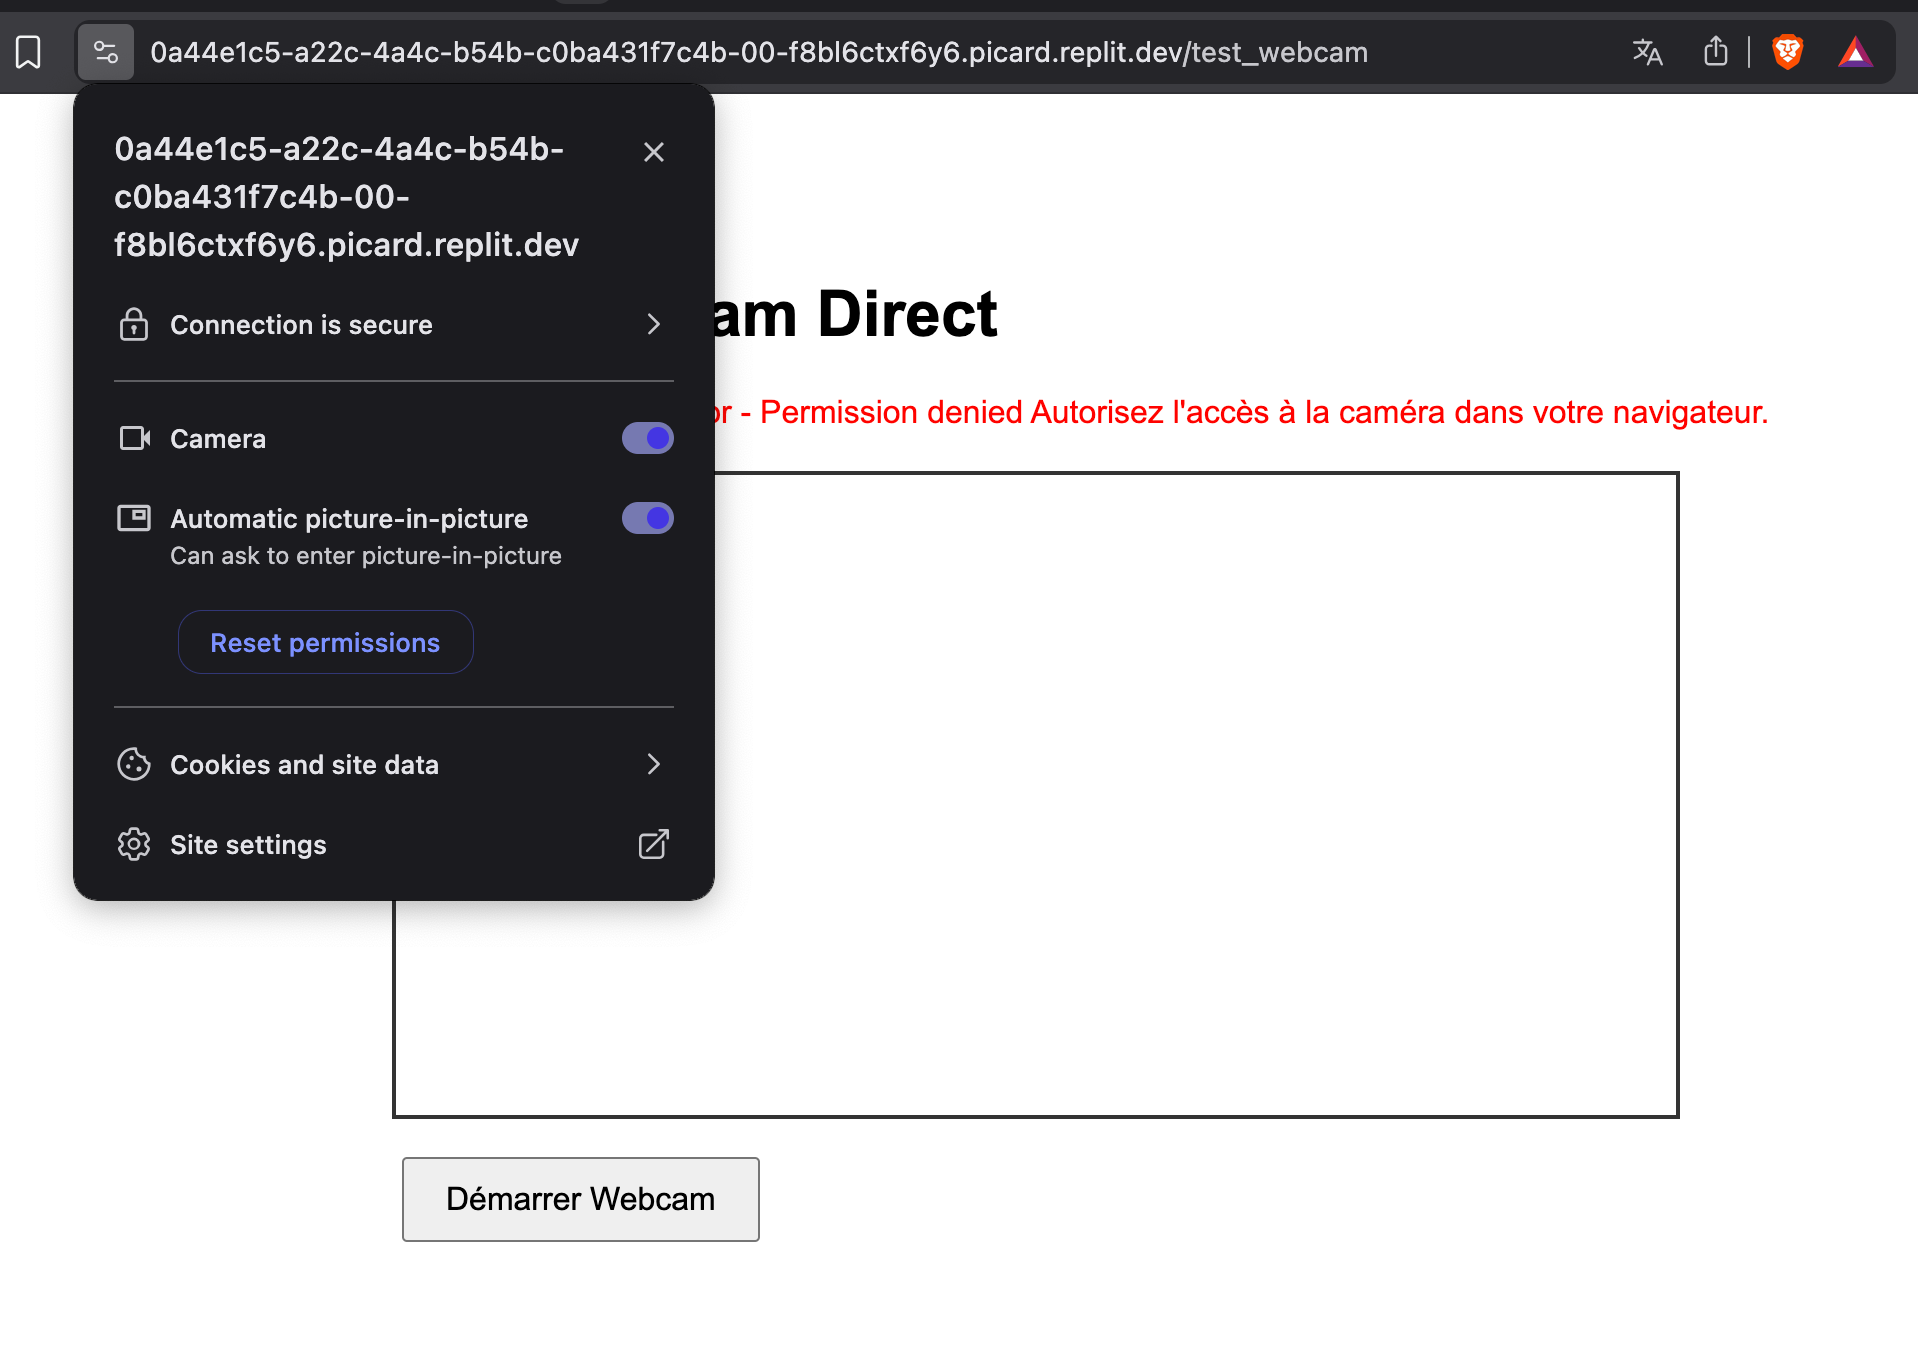 0a44e1c5-a22c-4a4c-b54b-c0ba431f7c4b-00-f8bl6ctxf6y6.picard.replit.dev/test_webcam
0a44e1c5-a22c-4a4c-b54b-
c0ba431f7c4b-00-
f8bl6ctxf6y6.picard.replit.dev
Connection is secure
Camera
Automatic picture-in-picture
Can ask to enter picture-in-picture
Reset permissions
Cookies and site data
Site settings
am Direct
or - Permission denied Autorisez l'accès à la caméra dans votre navigateur.
Démarrer Webcam